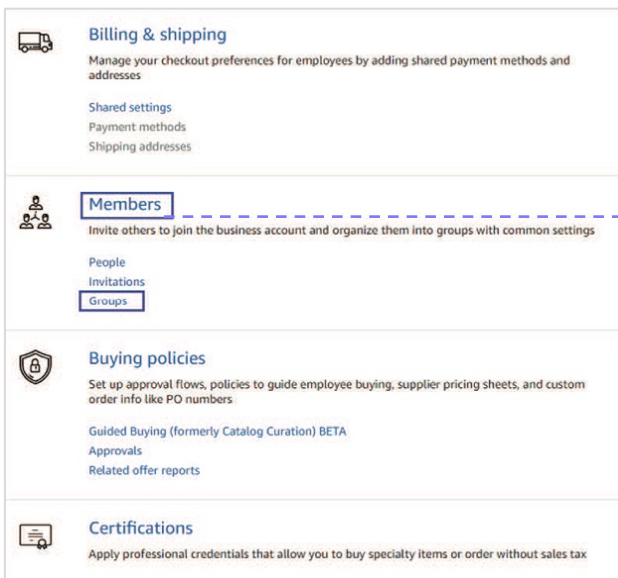 Billing & shipping
Manage your checkout preferences for employees by adding shared payment methods and
addresses
Shared settings
Payment methods
Shipping addresses
Members
Invite others to join the business account and organize them into groups with common settings
People
Invitations
Groups
Buying policies
Set up approval flows, policies to guide employee buying, supplier pricing sheets, and custom
order info like PO numbers
Guided Buying (formerly Catalog Curation) BETA
Approvals
Related offer reports
Certifications
Apply professional credentials that allow you to buy specialty items or order without sales tax